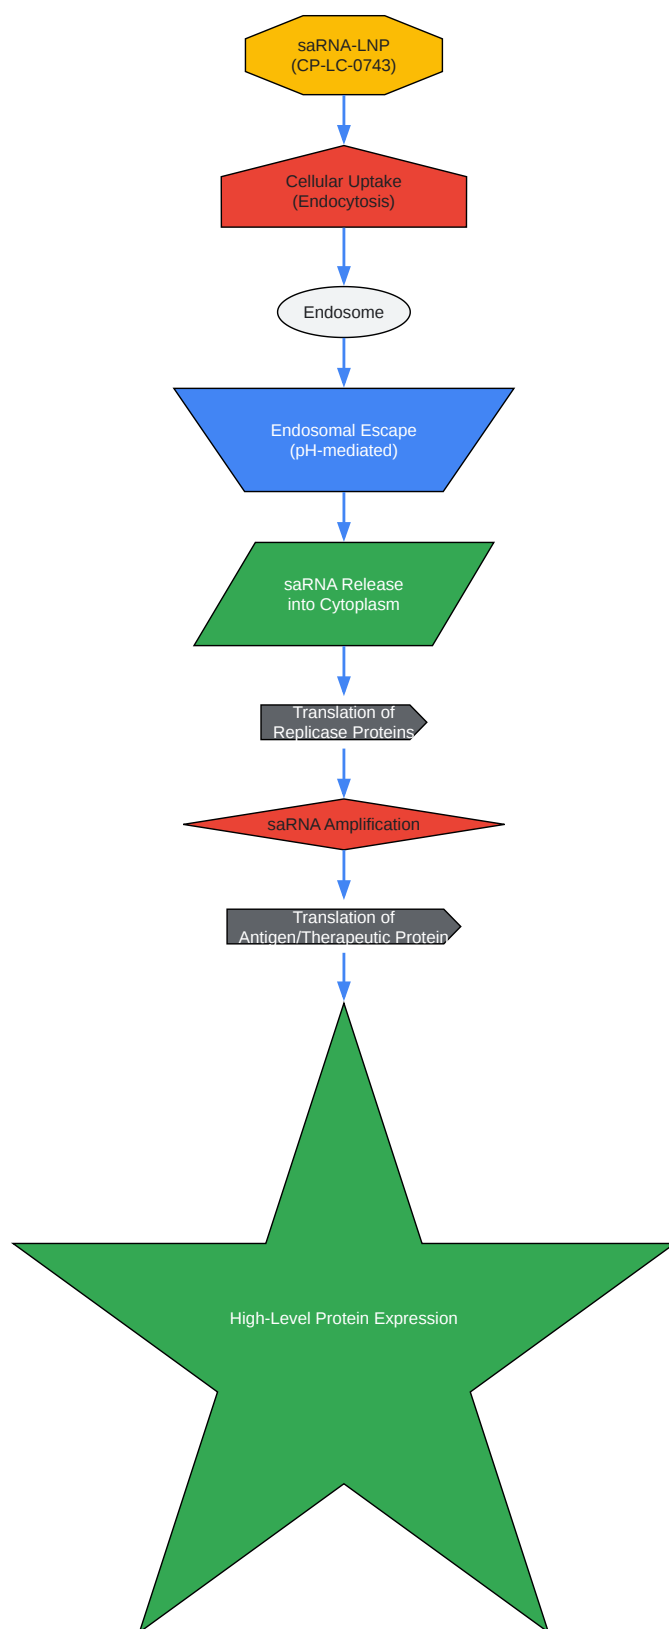 saRNA-LNP
(CP-LC-0743)
Cellular Uptake
(Endocytosis)
Endosome
Endosomal Escape
(pH-mediated)
saRNA Release
into Cytoplasm
Translation of
Replicase Proteins
saRNA Amplification
Translation of
Antigen/Therapeutic Protein
High-Level Protein Expression